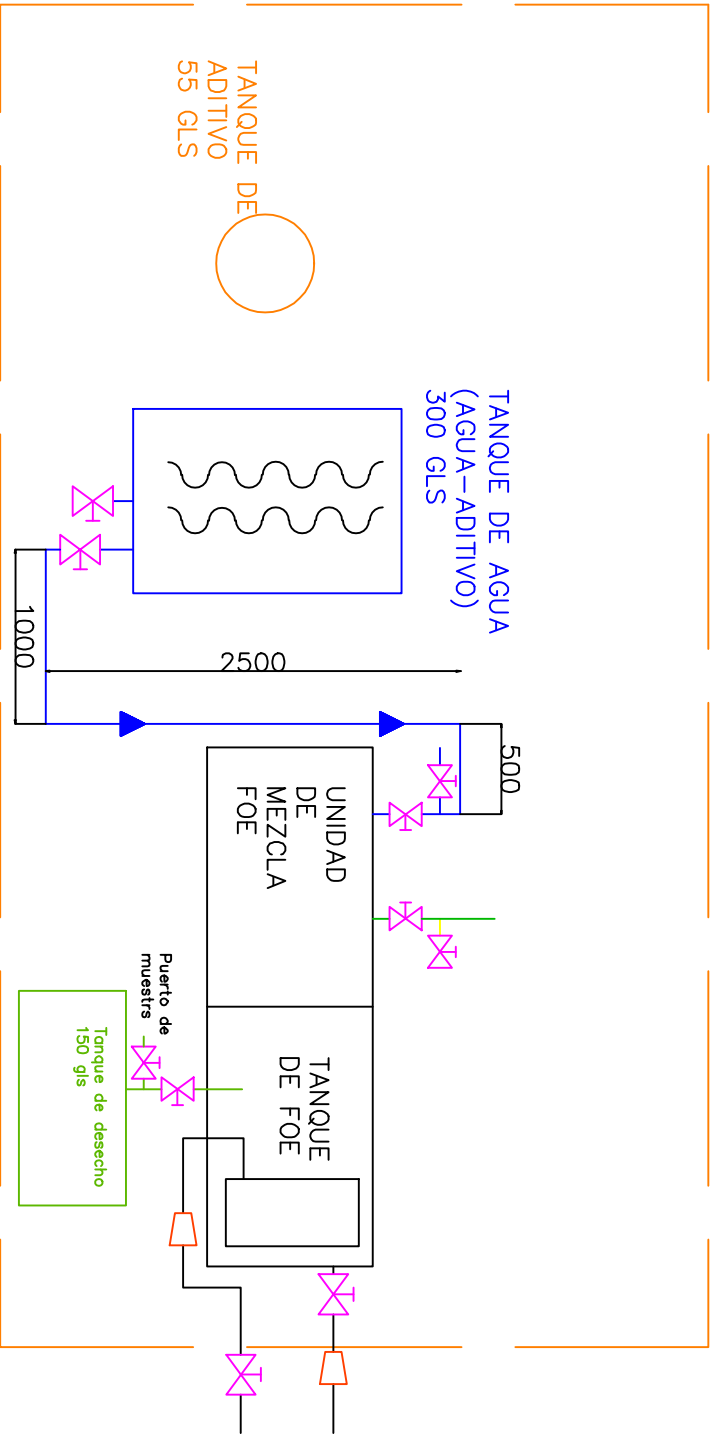 TANQUE DE
ADITIVO
55 GLS
TANQUE DE AGUA
(AGUA-ADITIVO)
300 GLS
1000
2500
500
UNIDAD
DE
MEZCLA
FOE
Puerto de
muestrs
Tanque de desecho
150 gls
TANQUE
DE FOE